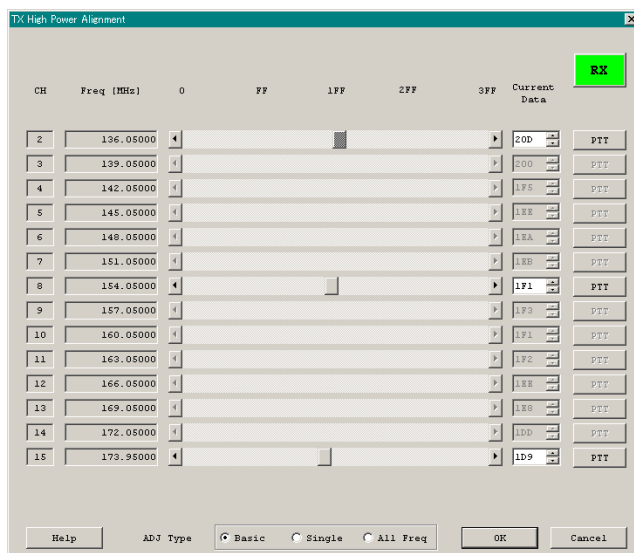 TX High Power Alignment
RX
CH Freq [MHz] 0 FF 1FF 2FF 3FF Current Data
2 136.05000 20D PTT
3 139.05000 200 PTT
4 142.05000 1F5 PTT
5 145.05000 1EE PTT
6 148.05000 1EA PTT
7 151.05000 1EB PTT
8 154.05000 1F1 PTT
9 157.05000 1F3 PTT
10 160.05000 1F1 PTT
11 163.05000 1F2 PTT
12 166.05000 1EE PTT
13 169.05000 1E8 PTT
14 172.05000 1DD PTT
15 173.95000 1D9 PTT
Help ADJ Type Basic Single All Freq OK Cancel